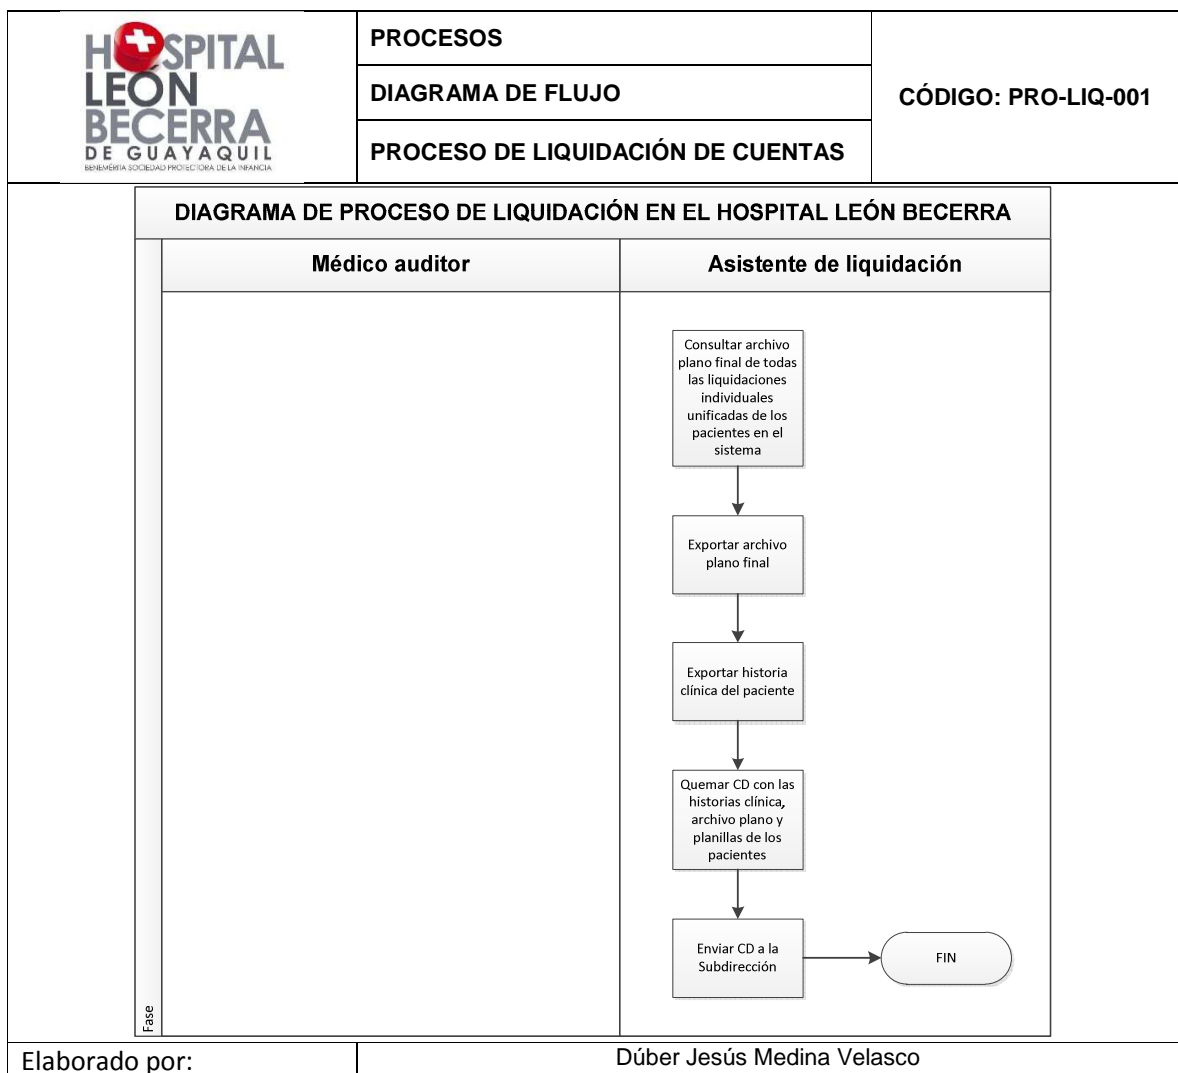 HOSPITAL
LEÓN
BECERRA
DE GUAYAQUIL
BENEMÉRITA SOCIEDAD PROTECTORA DE LA INFANCIA
PROCESOS
DIAGRAMA DE FLUJO
PROCESO DE LIQUIDACIÓN DE CUENTAS
CÓDIGO: PRO-LIQ-001
DIAGRAMA DE PROCESO DE LIQUIDACIÓN EN EL HOSPITAL LEÓN BECERRA
Médico auditor
Asistente de liquidación
Consultar archivo
plano final de todas
las liquidaciones
individuales
unificadas de los
pacientes en el
sistema
Exportar archivo
plano final
Exportar historia
clínica del paciente
Quemar CD con las
historias clínica,
archivo plano y
planillas de los
pacientes
Enviar CD a la
Subdirección
FIN
Fase
Elaborado por:
Dúber Jesús Medina Velasco